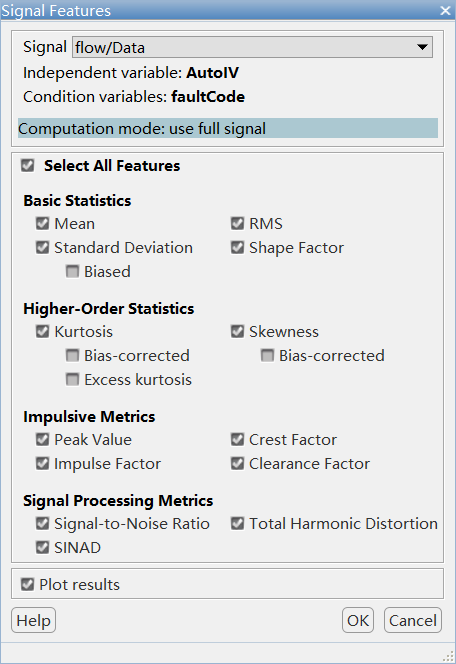 Signal Features
Signal flow/Data
Independent variable: AutoIV
Condition variables: faultCode
Computation mode: use full signal
Select All Features
Basic Statistics
Mean RMS
Standard Deviation Shape Factor
Biased
Higher-Order Statistics
Kurtosis Skewness
Bias-corrected Bias-corrected
Excess kurtosis
Impulsive Metrics
Peak Value Crest Factor
Impulse Factor Clearance Factor
Signal Processing Metrics
Signal-to-Noise Ratio Total Harmonic Distortion
SINAD
Plot results
Help OK Cancel